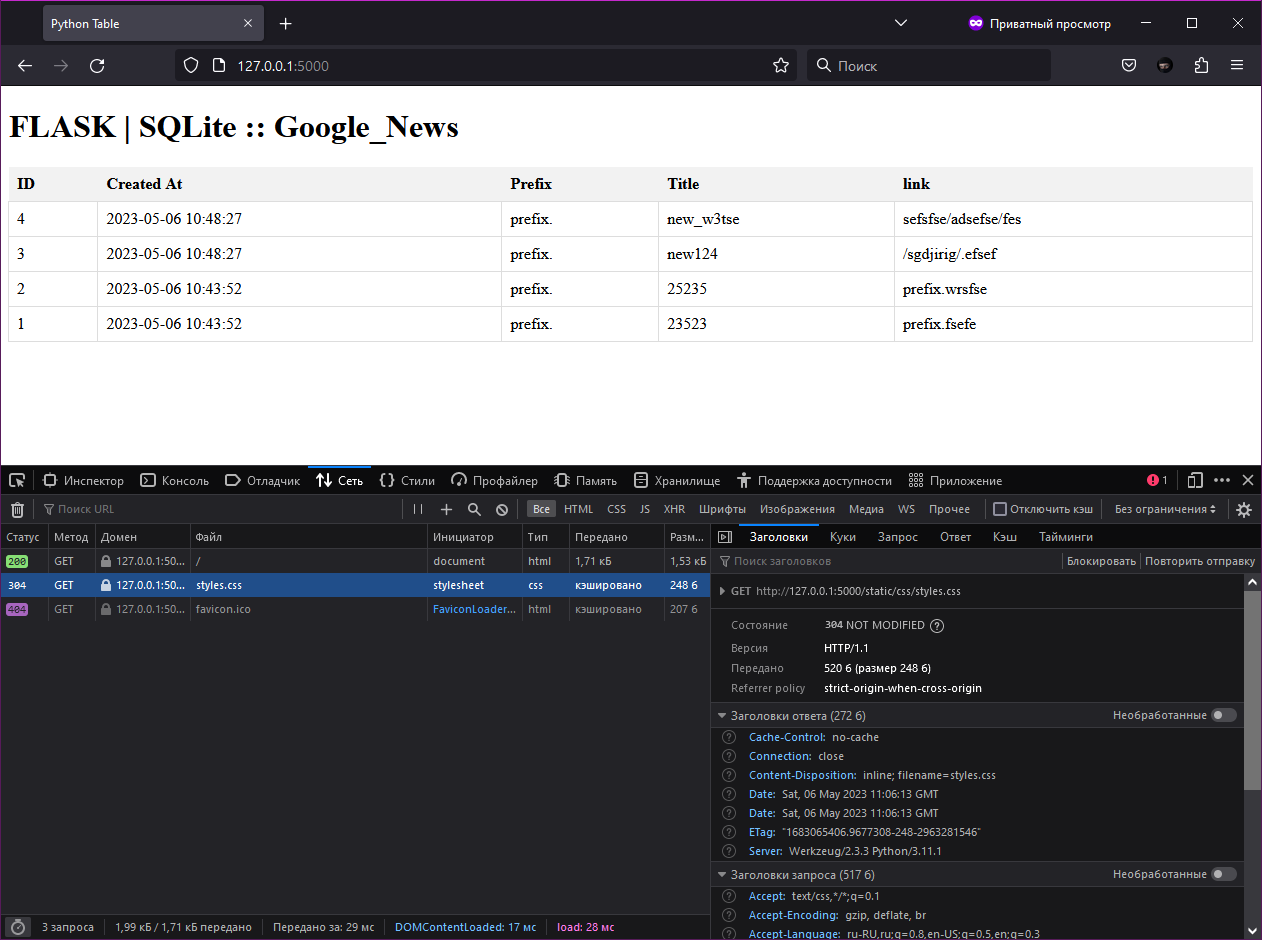 Python Table
Приватный просмотр
127.0.0.1:5000
Поиск
FLASK | SQLite :: Google_News
ID Created At Prefix Title link
4 2023-05-06 10:48:27 prefix. new_w3tse sefsfse/adsefse/fes
3 2023-05-06 10:48:27 prefix. new124 /sgdjirig/.efsef
2 2023-05-06 10:43:52 prefix. 25235 prefix.wrsfse
1 2023-05-06 10:43:52 prefix. 23523 prefix.fsefe
Инспектор Консоль Отладчик Сеть Стили Профайлер Память Хранилище Поддержка доступности Приложение 1
Поиск URL Все HTML CSS JS XHR Шрифты Изображения Медиа WS Прочее Отключить кэш Без ограничения
Статус Метод Домен Файл Инициатор Тип Передано Разм...
200 GET 127.0.0.1:50... / document html 1,71 кБ 1,53 кБ
304 GET 127.0.0.1:50... styles.css stylesheet css кэшировано 248 б
404 GET 127.0.0.1:50... favicon.ico FaviconLoader... html кэшировано 207 б
Заголовки Куки Запрос Ответ Кэш Тайминги
Поиск заголовков Блокировать Повторить отправку
GET http://127.0.0.1:5000/static/css/styles.css
Состояние 304 NOT MODIFIED
Версия HTTP/1.1
Передано 520 б (размер 248 б)
Referrer policy strict-origin-when-cross-origin
Заголовки ответа (272 б) Необработанные
Cache-Control: no-cache
Connection: close
Content-Disposition: inline; filename=styles.css
Date: Sat, 06 May 2023 11:06:13 GMT
Date: Sat, 06 May 2023 11:06:13 GMT
ETag: "1683065406.9677308-248-2963281546"
Server: Werkzeug/2.3.3 Python/3.11.1
Заголовки запроса (517 б) Необработанные
Accept: text/css,*/*;q=0.1
Accept-Encoding: gzip, deflate, br
Accept-Language: ru-RU,ru;q=0.8,en-US;q=0.5,en;q=0.3
3 запроса 1,99 кБ / 1,71 кБ передано Передано за: 29 мс DOMContentLoaded: 17 мс load: 28 мс